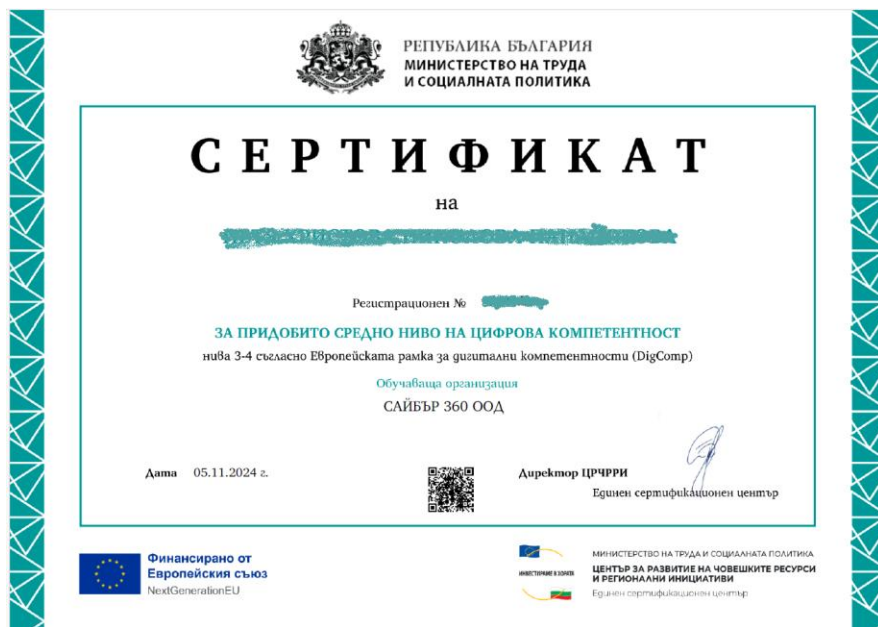 РЕПУБЛИКА БЪЛГАРИЯ
МИНИСТЕРСТВО НА ТРУДА
И СОЦИАЛНАТА ПОЛИТИКА
СЕРТИФИКАТ
на
Регистрационен №
ЗА ПРИДОБИТО СРЕДНО НИВО НА ЦИФРОВА КОМПЕТЕНТНОСТ
нива 3-4 съгласно Европейската рамка за дигитални компетентности (DigComp)
Обучаваща организация
САЙБЪР 360 ООД
Дата 05.11.2024 г.
Директор ЦРЧРРИ
Единен сертификационен център
Финансирано от
Европейския съюз
NextGenerationEU
МИНИСТЕРСТВО НА ТРУДА И СОЦИАЛНАТА ПОЛИТИКА
ЦЕНТЪР ЗА РАЗВИТИЕ НА ЧОВЕШКИТЕ РЕСУРСИ
И РЕГИОНАЛНИ ИНИЦИАТИВИ
Единен сертификационен център
ИНВЕСТИРАМЕ В ХОРАТА